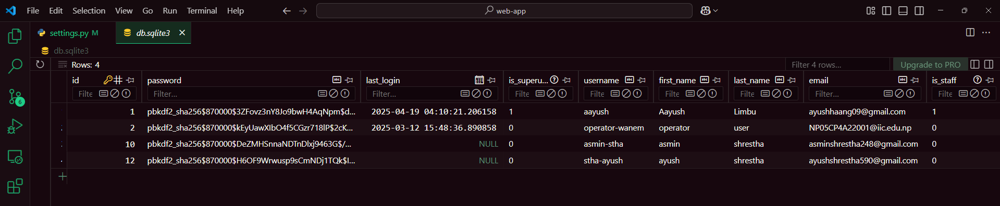 File Edit Selection View Go Run Terminal Help web-app
settings.py M db.sqlite3
db.sqlite3
Rows: 4 Filter 4 rows... Upgrade to PRO
id password last_login is_superu... username first_name last_name email is_staff
Filte Filter... Filter... Filte Filte Filte Filte Filter... Filte
1 pbkdf2_sha256$870000$3ZFovz3nY8Jo9bwH4AqNpm$d... 2025-04-19 04:10:21.206158 1 aayush Aayush Limbu ayushhaang09@gmail.com 1
2 pbkdf2_sha256$870000$kEyUawXIbO4f5CGzr718lP$2cK... 2025-03-12 15:48:36.890858 0 operator-wanem operator user NP05CP4A22001@iic.edu.np 0
6
10 pbkdf2_sha256$870000$DeZMHSnnaNDTnDlxj9463G$/... NULL 0 asmin-stha asmin shrestha asminshrestha248@gmail.com 0
12 pbkdf2_sha256$870000$H6OF9Wrwusp9sCmNDj1TQk$I... NULL 0 stha-ayush ayush shrestha ayushshrestha590@gmail.com 0